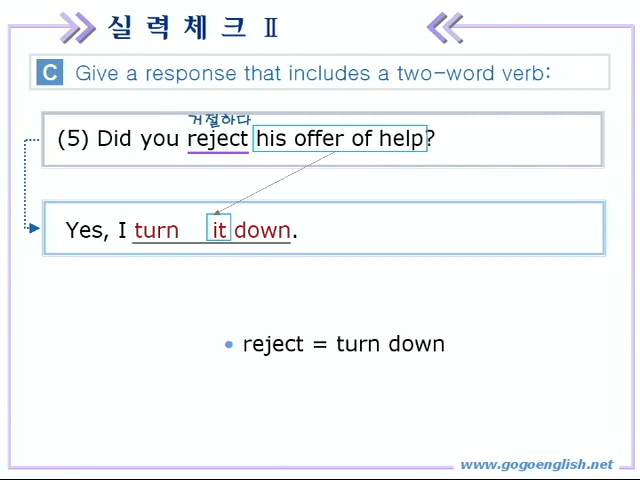 실 력 체 크 Ⅱ
C Give a response that includes a two-word verb:
거절하다
(5) Did you reject his offer of help?
Yes, I turn it down.
• reject = turn down
www.gogoenglish.net